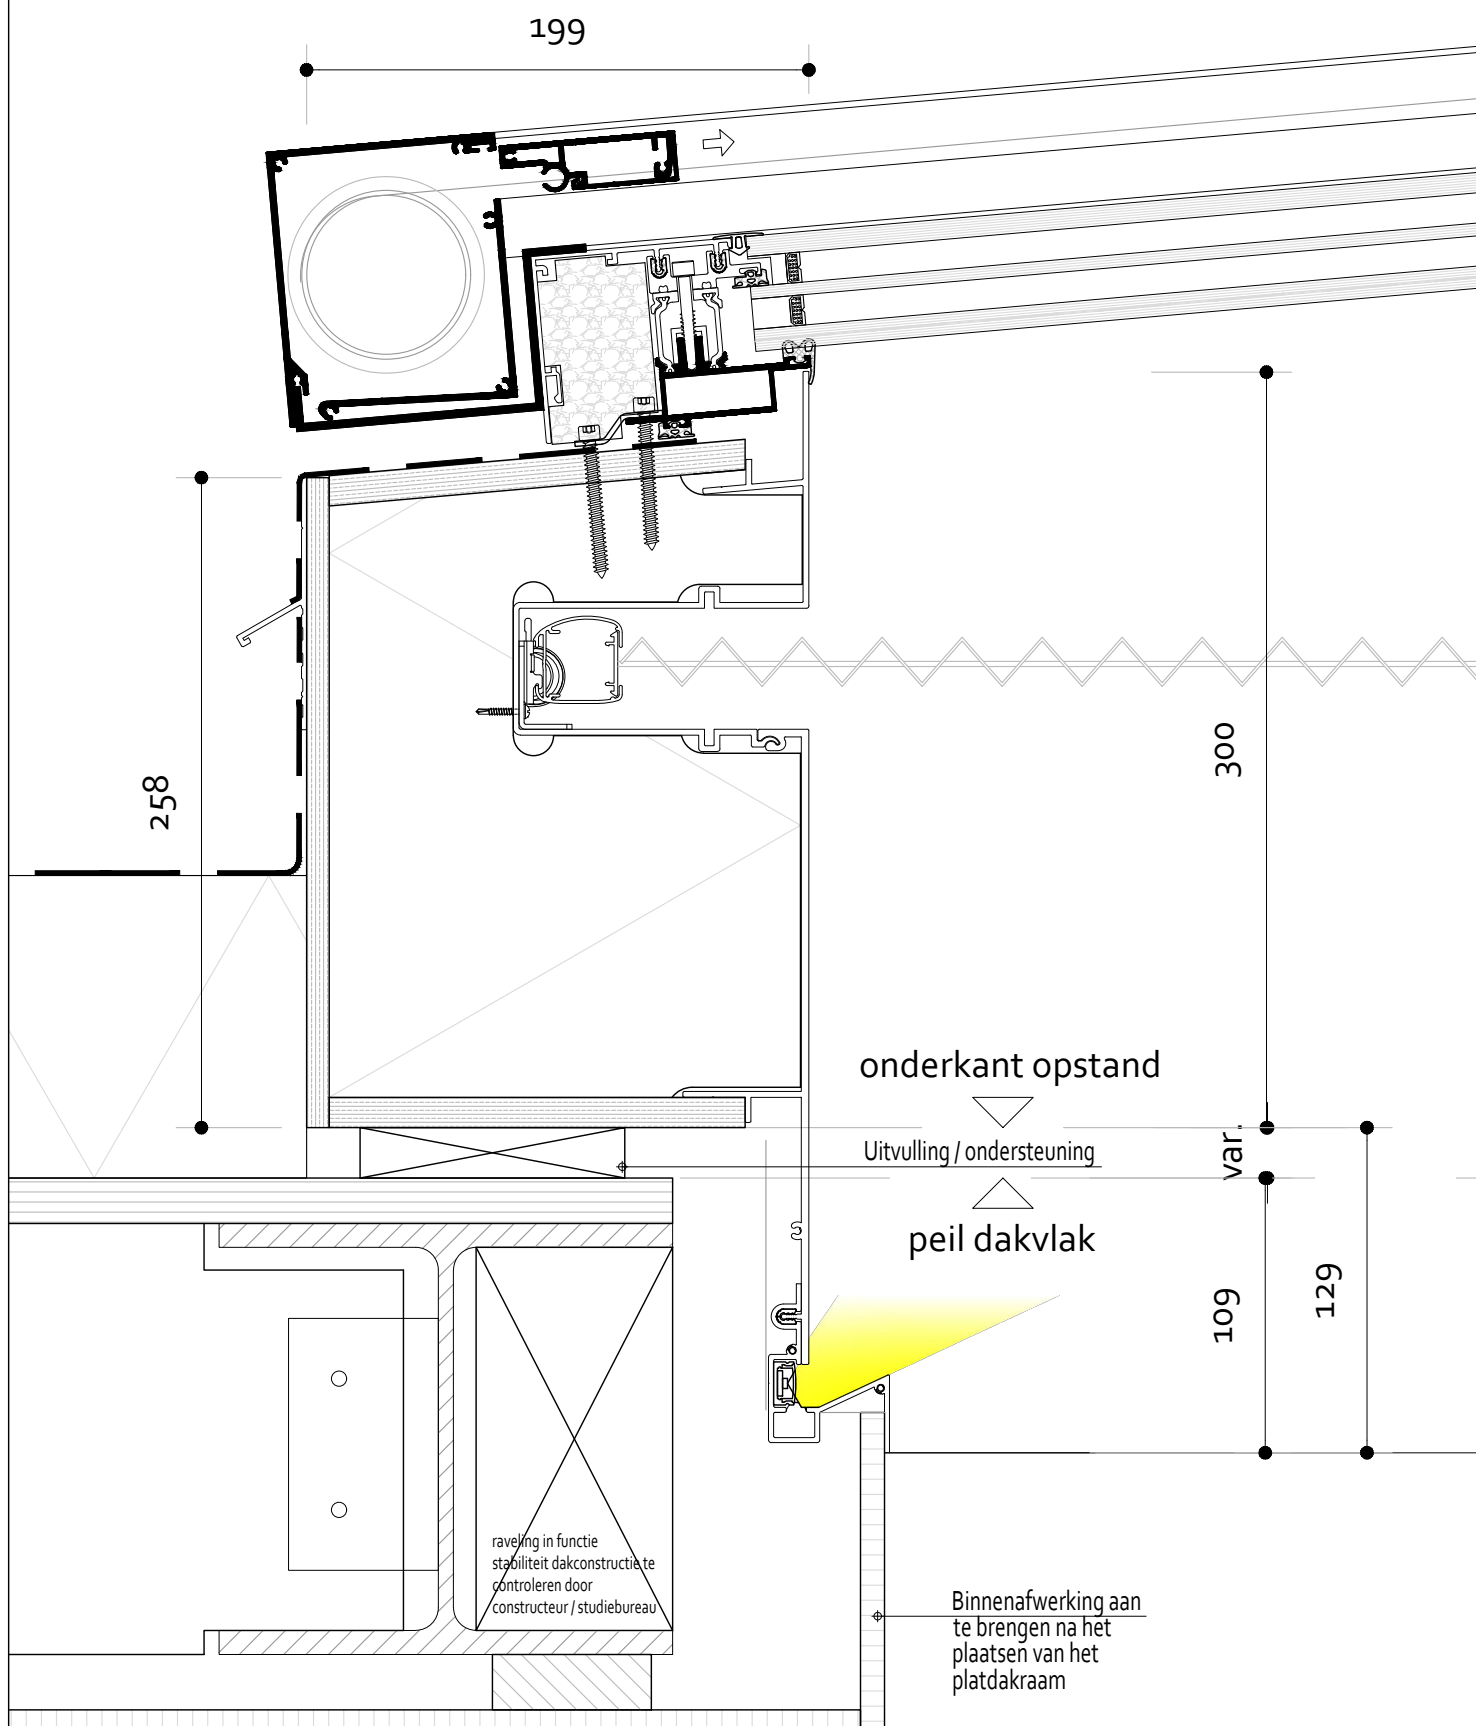 199
258
300
onderkant opstand
Uitvulling / ondersteuning
var.
peil dakvlak
109
129
raveling in functie
stabiliteit dakconstructie te
controleren door
constructeur / studiebureau
Binnenafwerking aan
te brengen na het
plaatsen van het
platdakraam